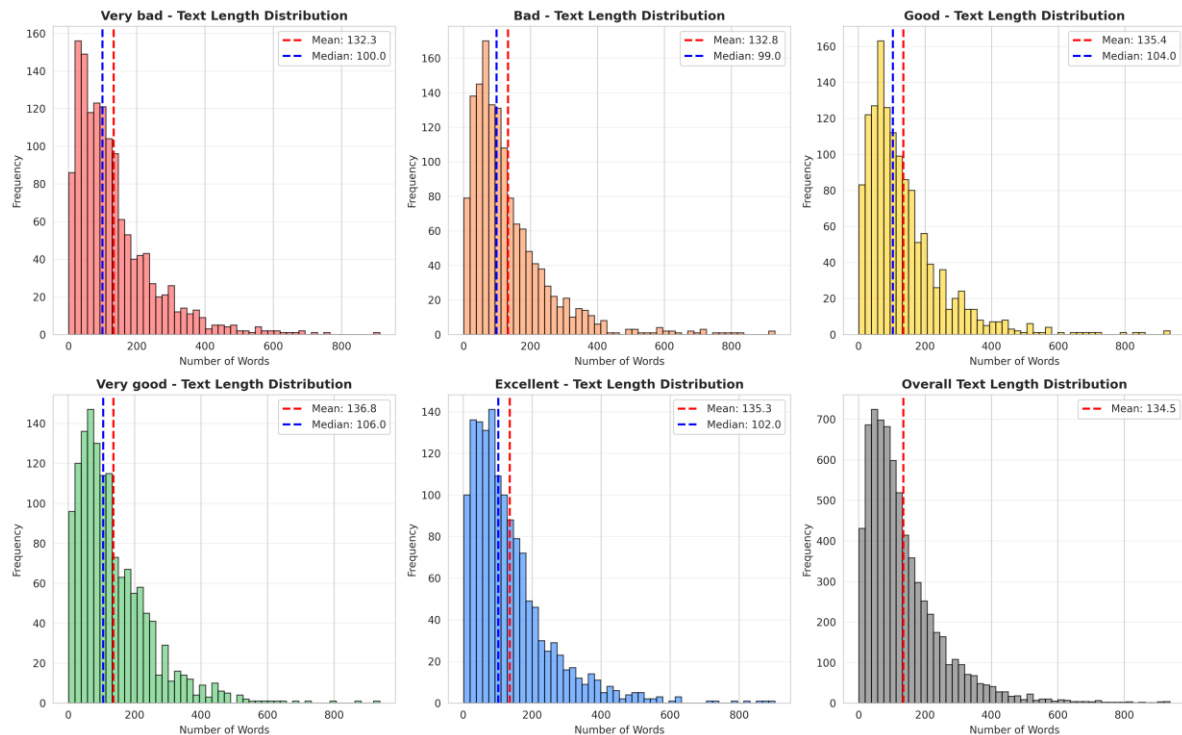 Very bad - Text Length Distribution
Mean: 132.3
Median: 100.0
160
140
120
100
80
60
40
20
0
Frequency
0 200 400 600 800
Number of Words
Bad - Text Length Distribution
Mean: 132.8
Median: 99.0
160
140
120
100
80
60
40
20
0
Frequency
0 200 400 600 800
Number of Words
Good - Text Length Distribution
Mean: 135.4
Median: 104.0
160
140
120
100
80
60
40
20
0
Frequency
0 200 400 600 800
Number of Words
Very good - Text Length Distribution
Mean: 136.8
Median: 106.0
140
120
100
80
60
40
20
0
Frequency
0 200 400 600 800
Number of Words
Excellent - Text Length Distribution
Mean: 135.3
Median: 102.0
140
120
100
80
60
40
20
0
Frequency
0 200 400 600 800
Number of Words
Overall Text Length Distribution
Mean: 134.5
700
600
500
400
300
200
100
0
Frequency
0 200 400 600 800
Number of Words